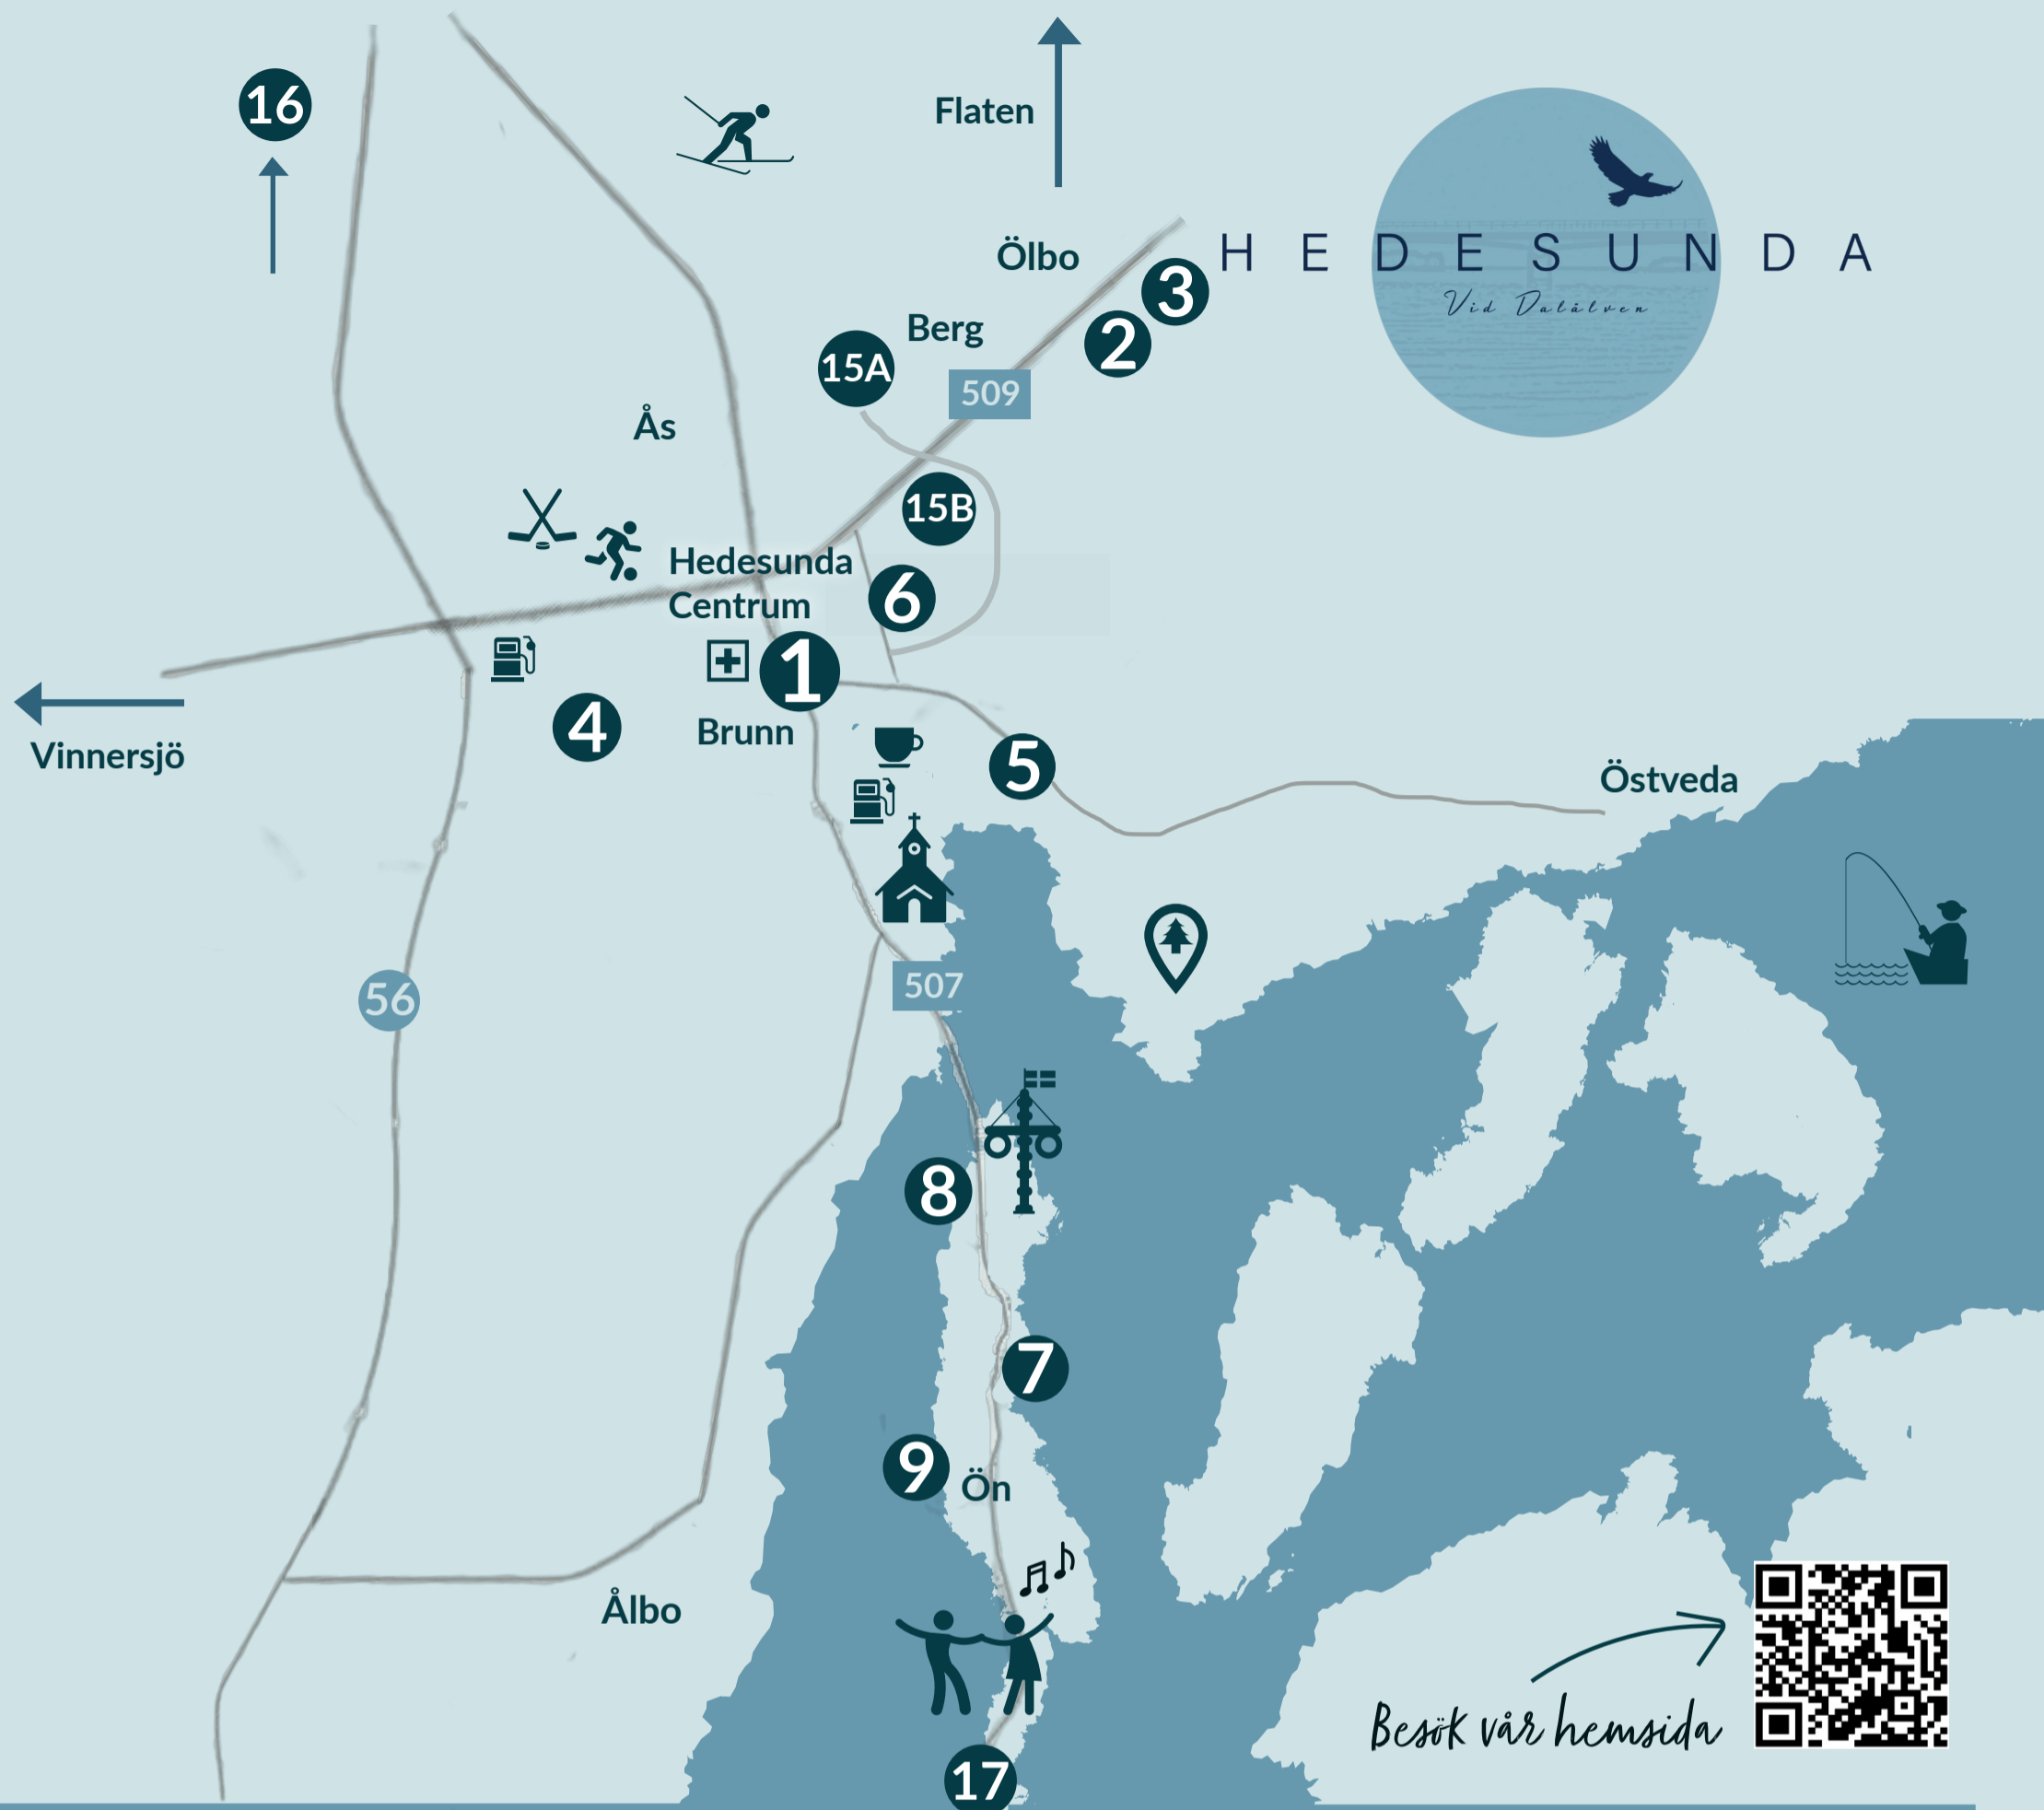 16
Flaten
Ölbo
HEDESUNDA
Vid Dalälven
3
2
Berg
15A
509
Ås
15B
Hedesunda
Centrum
6
1
4
Brunn
Vinnersjö
5
Östveda
56
507
8
7
9
Ön
Ålbo
Besök vår hemsida
17